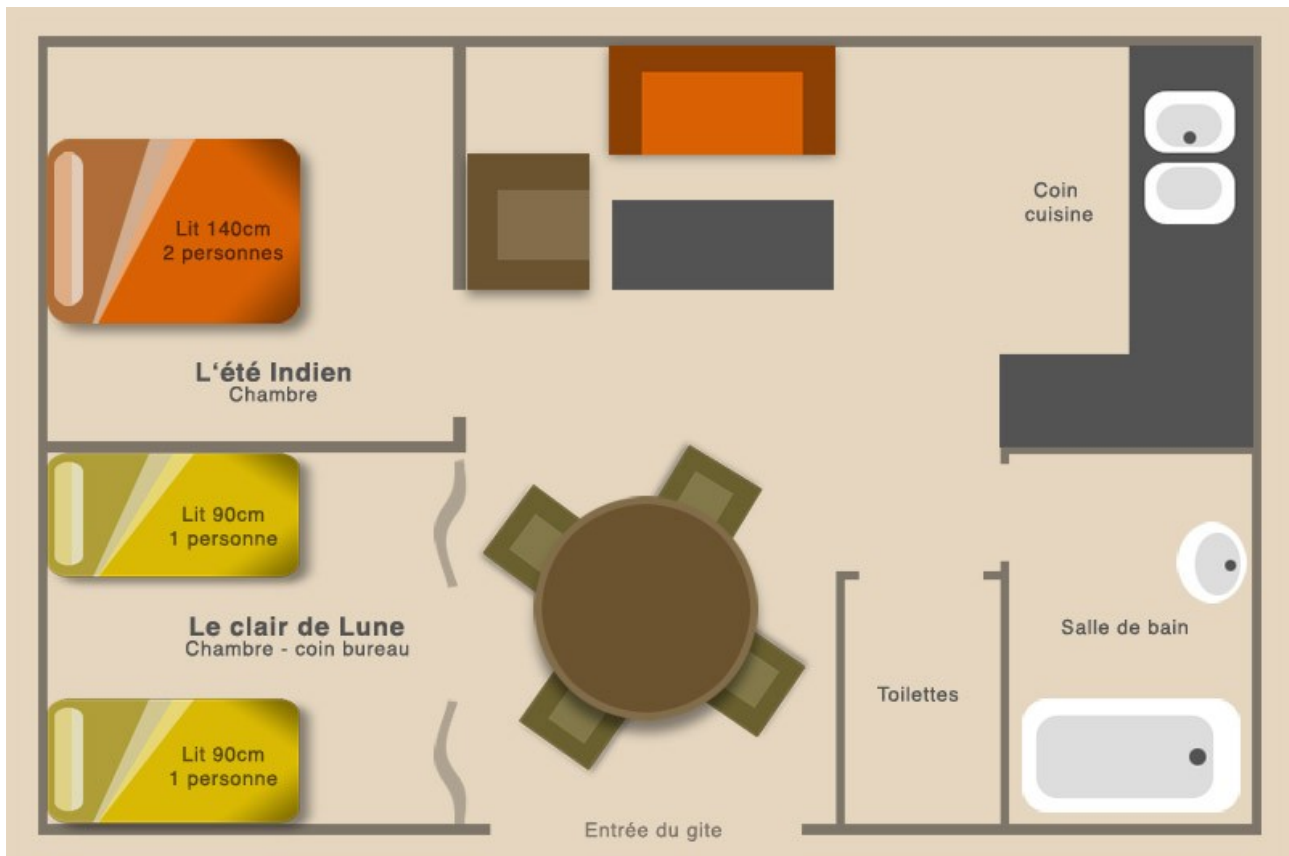 Lit 140cm
2 personnes
L'été Indien
Chambre
Coin
cuisine
Lit 90cm
1 personne
Le clair de Lune
Chambre - coin bureau
Lit 90cm
1 personne
Toilettes
Salle de bain
Entrée du gite